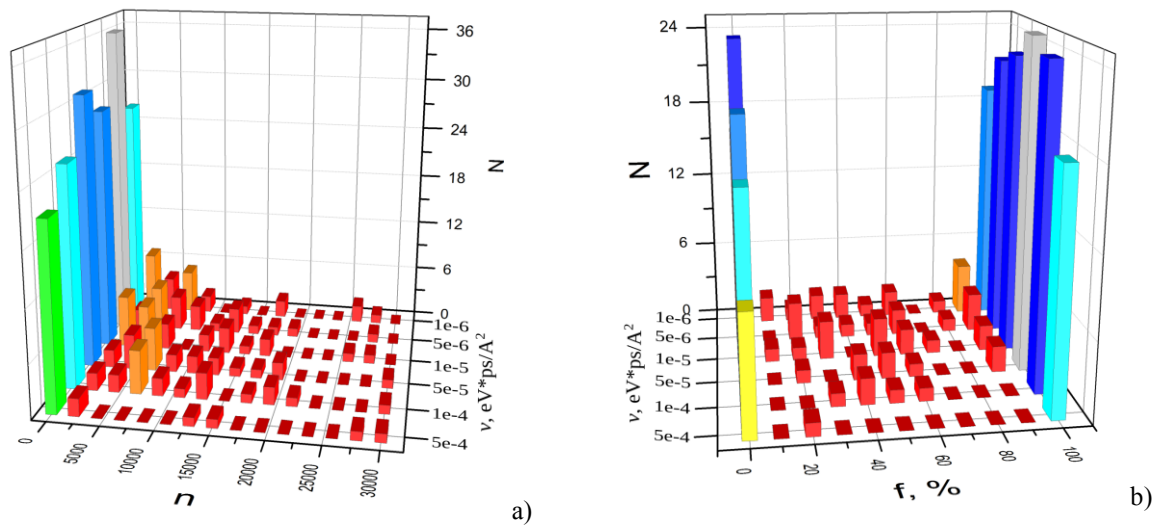 36
30
24
18
12
6
0
N
1e-6
5e-6
1e-5
5e-5
1e-4
5e-4
ν, eV*ps/A²
0
5000
10000
15000
20000
25000
30000
n
a)
24
18
12
6
0
N
1e-6
5e-6
1e-5
5e-5
1e-4
5e-4
ν, eV*ps/A²
0
20
40
60
80
100
f, %
b)